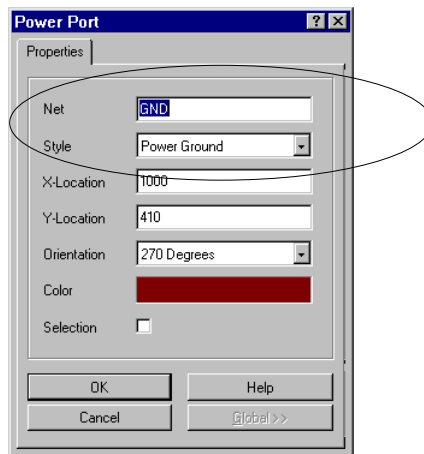 Power Port
Properties
Net GND
Style Power Ground
X-Location 1000
Y-Location 410
Orientation 270 Degrees
Color
Selection
OK Help
Cancel Global >>